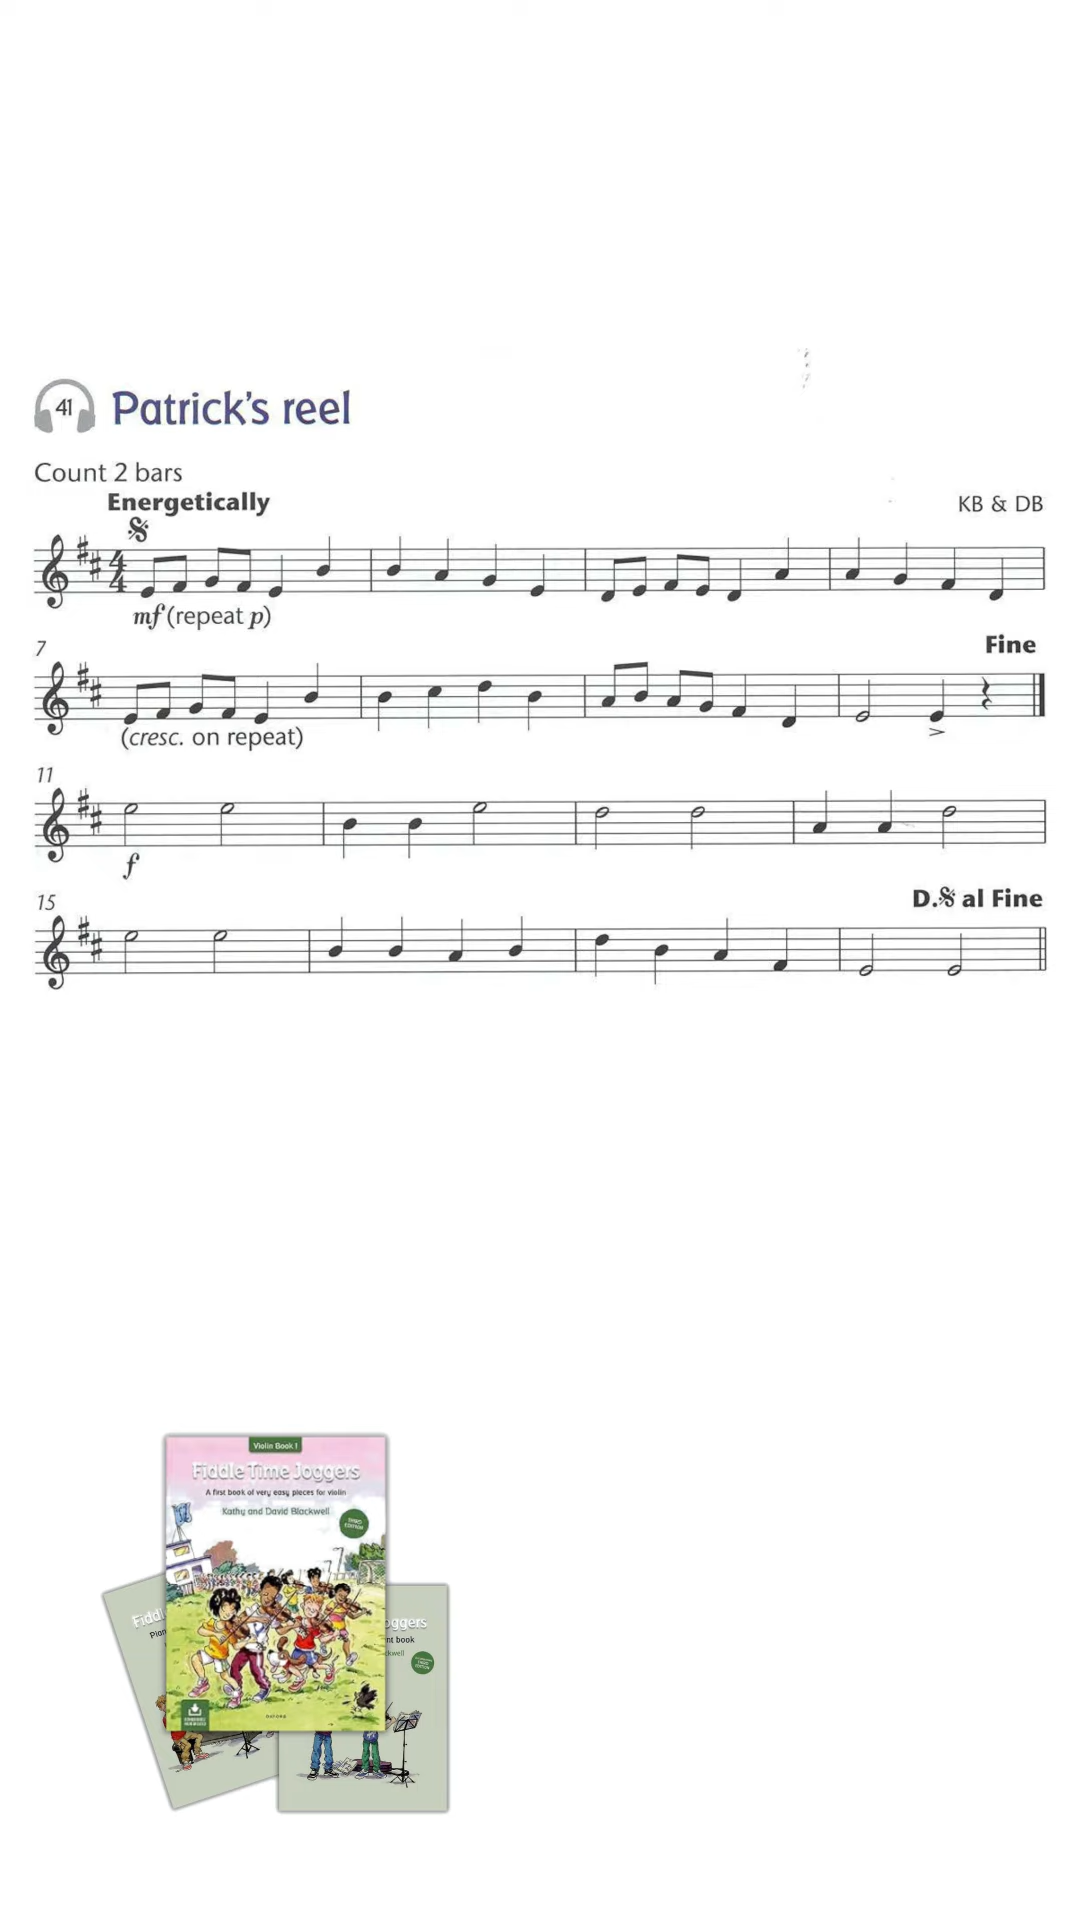 41 Patrick's reel
Count 2 bars
Energetically
KB & DB
mf (repeat p)
7
Fine
(cresc. on repeat)
11
f
15
D.𝄋 al Fine
Violin Book 1
Fiddle Time Joggers
A first book of very easy pieces for violin
Kathy and David Blackwell
THIRD EDITION
OXFORD